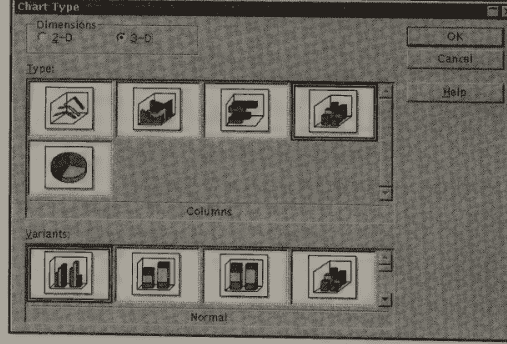 Chart Type
Dimensions
2-D
3-D
OK
Cancel
Help
Type:
Columns
Variants:
Normal